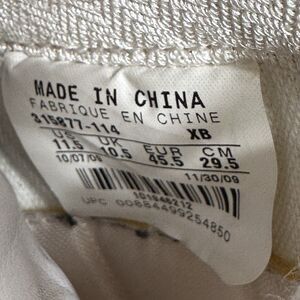 MADE IN CHINA
FABRIQUE EN CHINE
315877-114 XB
US UK EUR CM
11.5 10.5 45.5 29.5
10/07/09 11/30/09
101946212
UPC 00884499254850